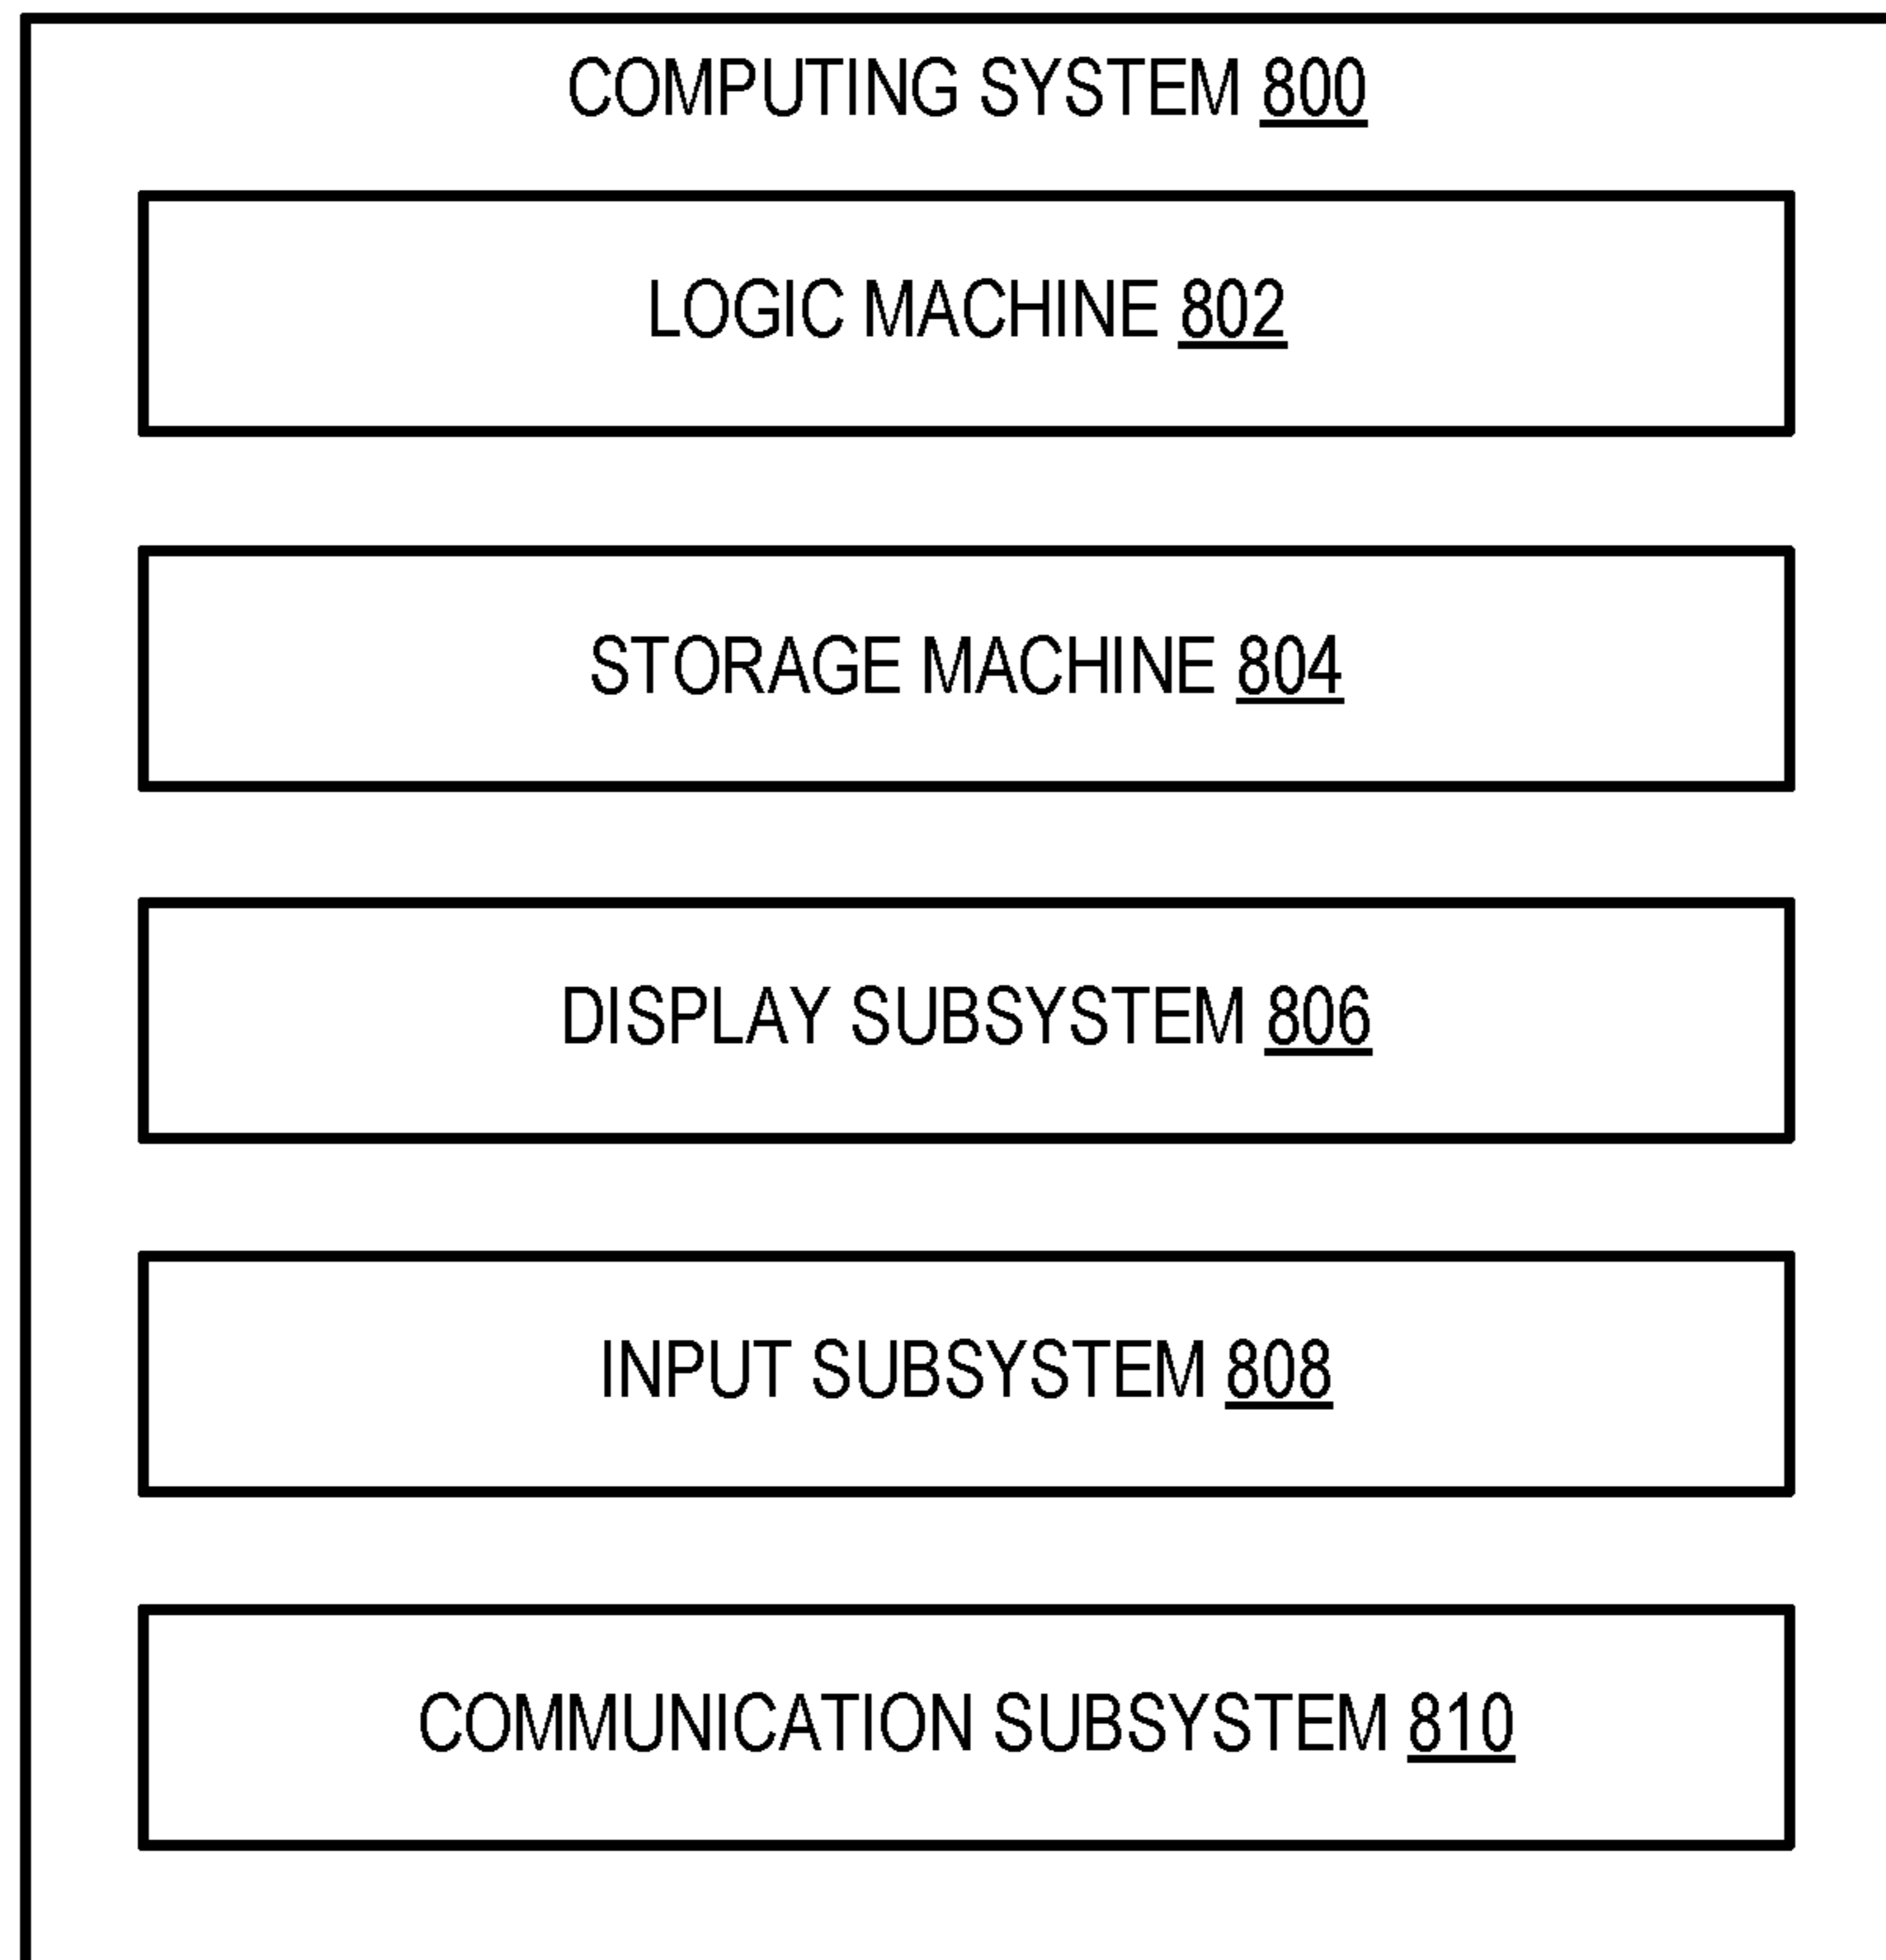 COMPUTING SYSTEM 800
LOGIC MACHINE 802
STORAGE MACHINE 804
DISPLAY SUBSYSTEM 806
INPUT SUBSYSTEM 808
COMMUNICATION SUBSYSTEM 810